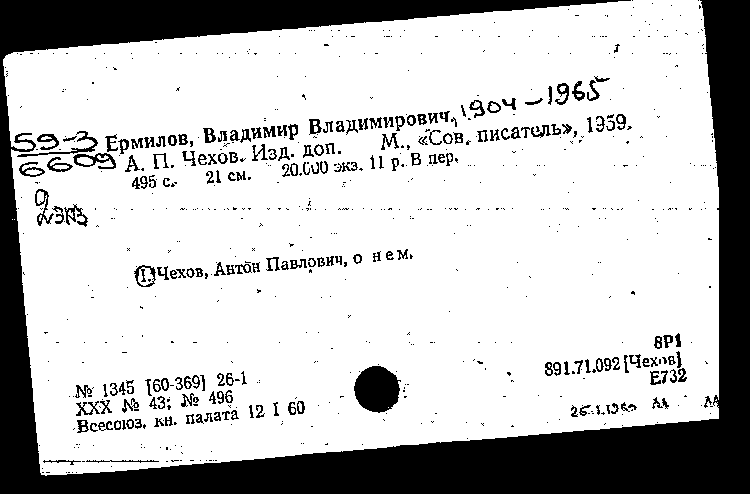 59-3 Ермилов, Владимир Владимирович, 1904-1965
6609 А. П. Чехов. Изд. доп. М., «Сов. писатель», 1959.
495 с. 21 см. 20.000 экз. 11 р. В пер.
2 экз
I. Чехов, Антон Павлович, о нем.
8Р1
891.71.092 [Чехов]
Е732
№ 1345 [60-369] 26-1
XXX № 43; № 496
Всесоюз. кн. палата 12 I 60